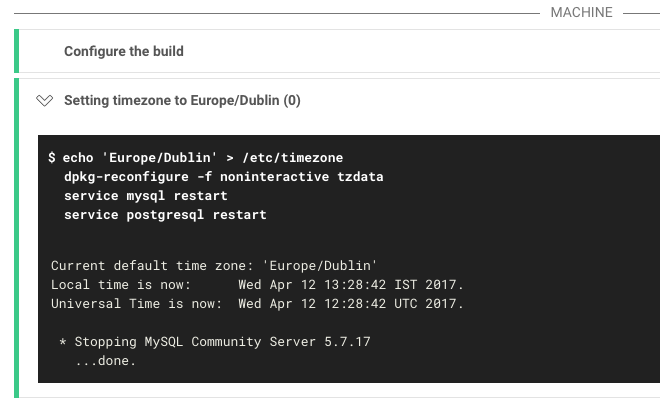 MACHINE
Configure the build
Setting timezone to Europe/Dublin (0)
$ echo 'Europe/Dublin' > /etc/timezone
dpkg-reconfigure -f noninteractive tzdata
service mysql restart
service postgresql restart
Current default time zone: 'Europe/Dublin'
Local time is now:      Wed Apr 12 13:28:42 IST 2017.
Universal Time is now:  Wed Apr 12 12:28:42 UTC 2017.
* Stopping MySQL Community Server 5.7.17
...done.